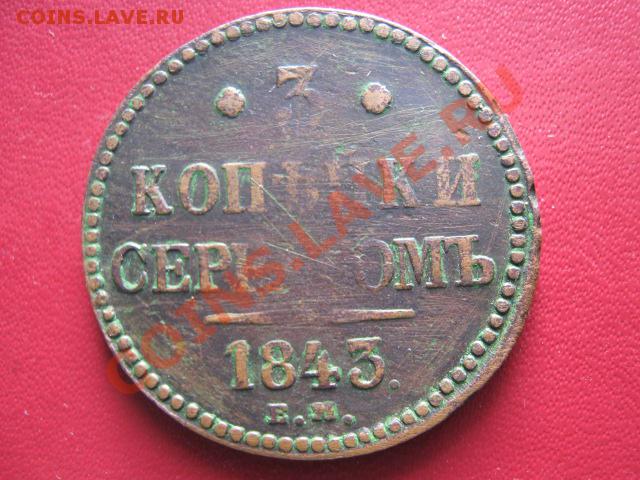 COINS.LAVE.RU
3
КОПѢЙКИ
СЕРЕБРОМЪ
1843.
Е.М.
COINS.LAVE.RU